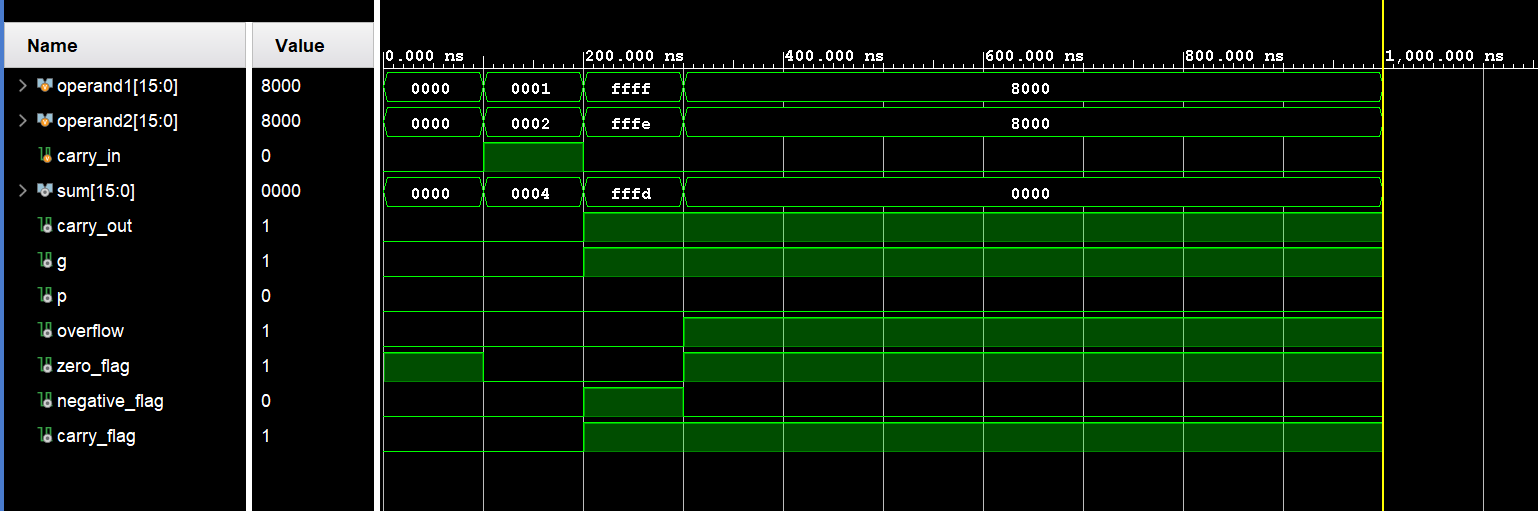 Name Value
0.000 ns 200.000 ns 400.000 ns 600.000 ns 800.000 ns 1,000.000 ns
operand1[15:0] 8000 0000 0001 ffff 8000
operand2[15:0] 8000 0000 0002 fffe 8000
carry_in 0
sum[15:0] 0000 0000 0004 fffd 0000
carry_out 1
g 1
p 0
overflow 1
zero_flag 1
negative_flag 0
carry_flag 1